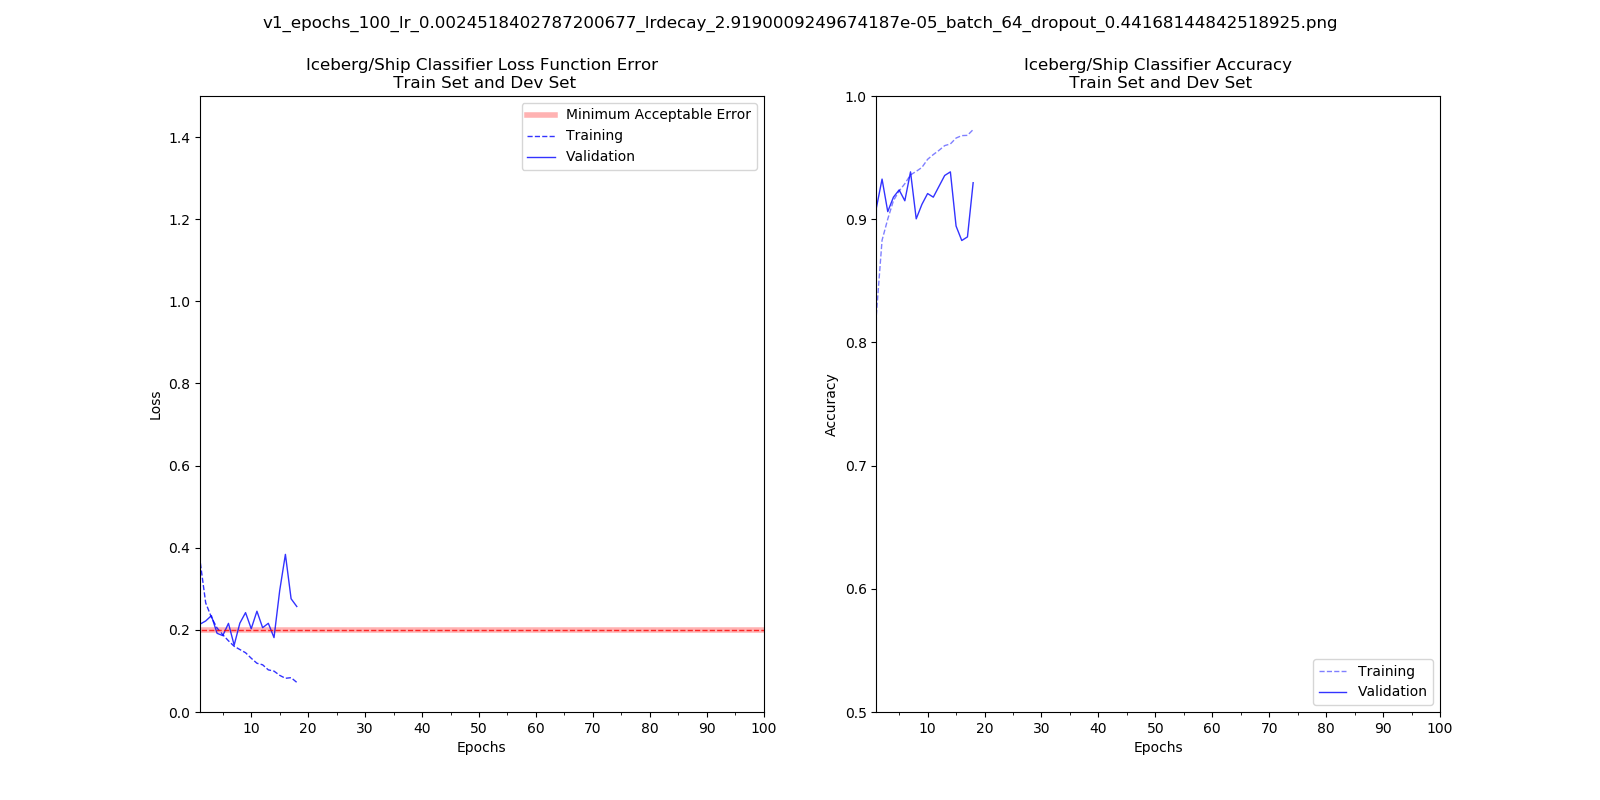 v1_epochs_100_lr_0.0024518402787200677_lrdecay_2.9190009249674187e-05_batch_64_dropout_0.44168144842518925.png
Iceberg/Ship Classifier Loss Function Error
Train Set and Dev Set
1.4
1.2
1.0
0.8
0.6
0.4
0.2
0.0
Loss
Minimum Acceptable Error
Training
Validation
10 20 30 40 50 60 70 80 90 100
Epochs
Iceberg/Ship Classifier Accuracy
Train Set and Dev Set
1.0
0.9
0.8
0.7
0.6
0.5
Accuracy
Training
Validation
10 20 30 40 50 60 70 80 90 100
Epochs